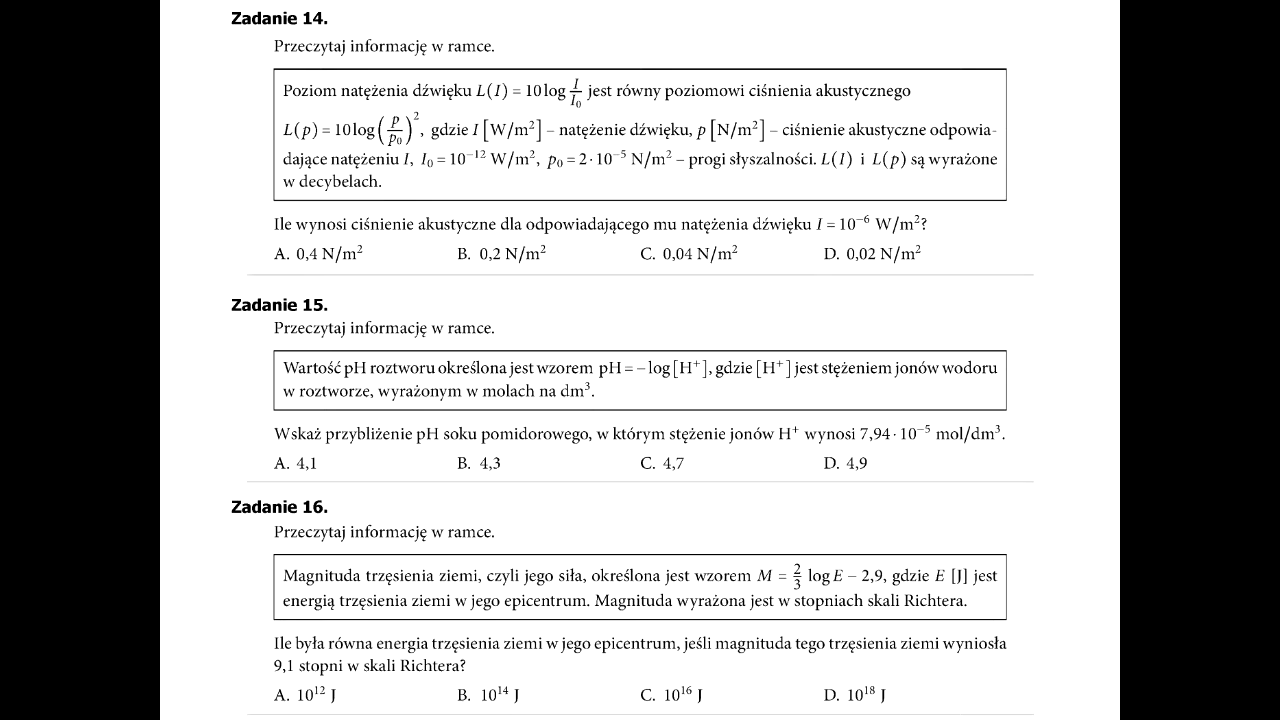 Zadanie 14.
Przeczytaj informację w ramce.
Poziom natężenia dźwięku L(I) = 10 log I/I₀ jest równy poziomowi ciśnienia akustycznego
L(p) = 10 log(p/p₀)², gdzie I [W/m²] – natężenie dźwięku, p [N/m²] – ciśnienie akustyczne odpowia-
dające natężeniu I, I₀ = 10⁻¹² W/m², p₀ = 2 · 10⁻⁵ N/m² – progi słyszalności. L(I) i L(p) są wyrażone
w decybelach.
Ile wynosi ciśnienie akustyczne dla odpowiadającego mu natężenia dźwięku I = 10⁻⁶ W/m²?
A. 0,4 N/m² B. 0,2 N/m² C. 0,04 N/m² D. 0,02 N/m²
Zadanie 15.
Przeczytaj informację w ramce.
Wartość pH roztworu określona jest wzorem pH = – log[H⁺], gdzie [H⁺] jest stężeniem jonów wodoru
w roztworze, wyrażonym w molach na dm³.
Wskaż przybliżenie pH soku pomidorowego, w którym stężenie jonów H⁺ wynosi 7,94 · 10⁻⁵ mol/dm³.
A. 4,1 B. 4,3 C. 4,7 D. 4,9
Zadanie 16.
Przeczytaj informację w ramce.
Magnituda trzęsienia ziemi, czyli jego siła, określona jest wzorem M = 2/3 log E – 2,9, gdzie E [J] jest
energią trzęsienia ziemi w jego epicentrum. Magnituda wyrażona jest w stopniach skali Richtera.
Ile była równa energia trzęsienia ziemi w jego epicentrum, jeśli magnituda tego trzęsienia ziemi wyniosła
9,1 stopni w skali Richtera?
A. 10¹² J B. 10¹⁴ J C. 10¹⁶ J D. 10¹⁸ J